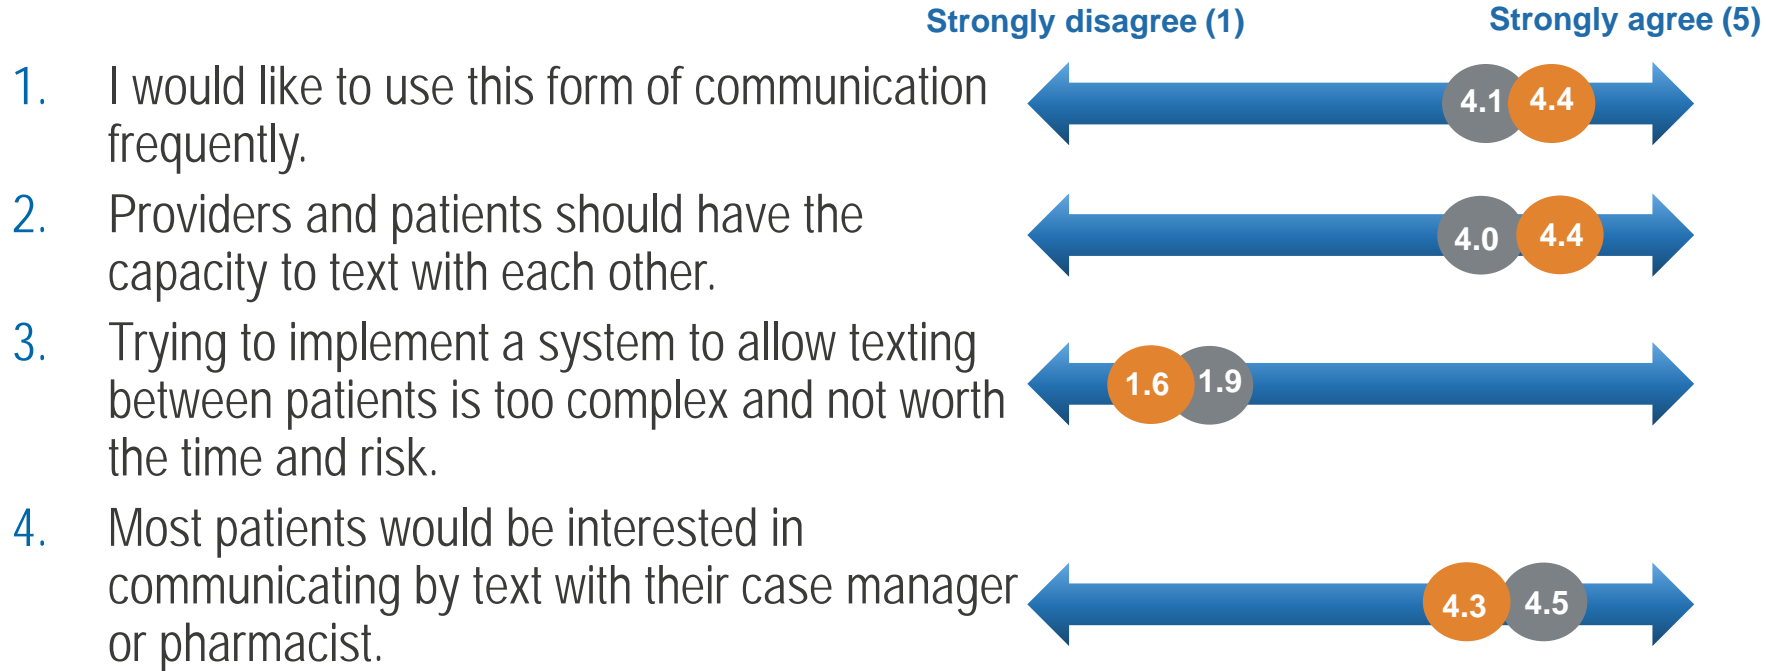 Strongly disagree (1) Strongly agree (5)
1. I would like to use this form of communication
frequently.
4.1 4.4
2. Providers and patients should have the
capacity to text with each other.
4.0 4.4
3. Trying to implement a system to allow texting
between patients is too complex and not worth
the time and risk.
1.6 1.9
4. Most patients would be interested in
communicating by text with their case manager
or pharmacist.
4.3 4.5